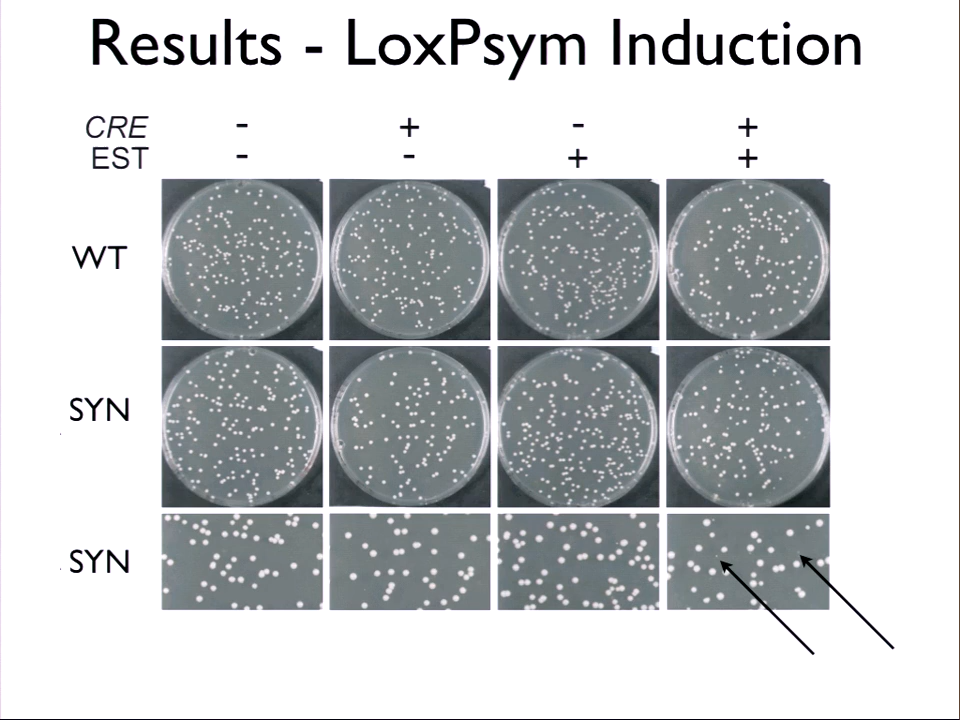 Results - LoxPsym Induction
CRE - + - +
EST - - + +
WT
SYN
SYN